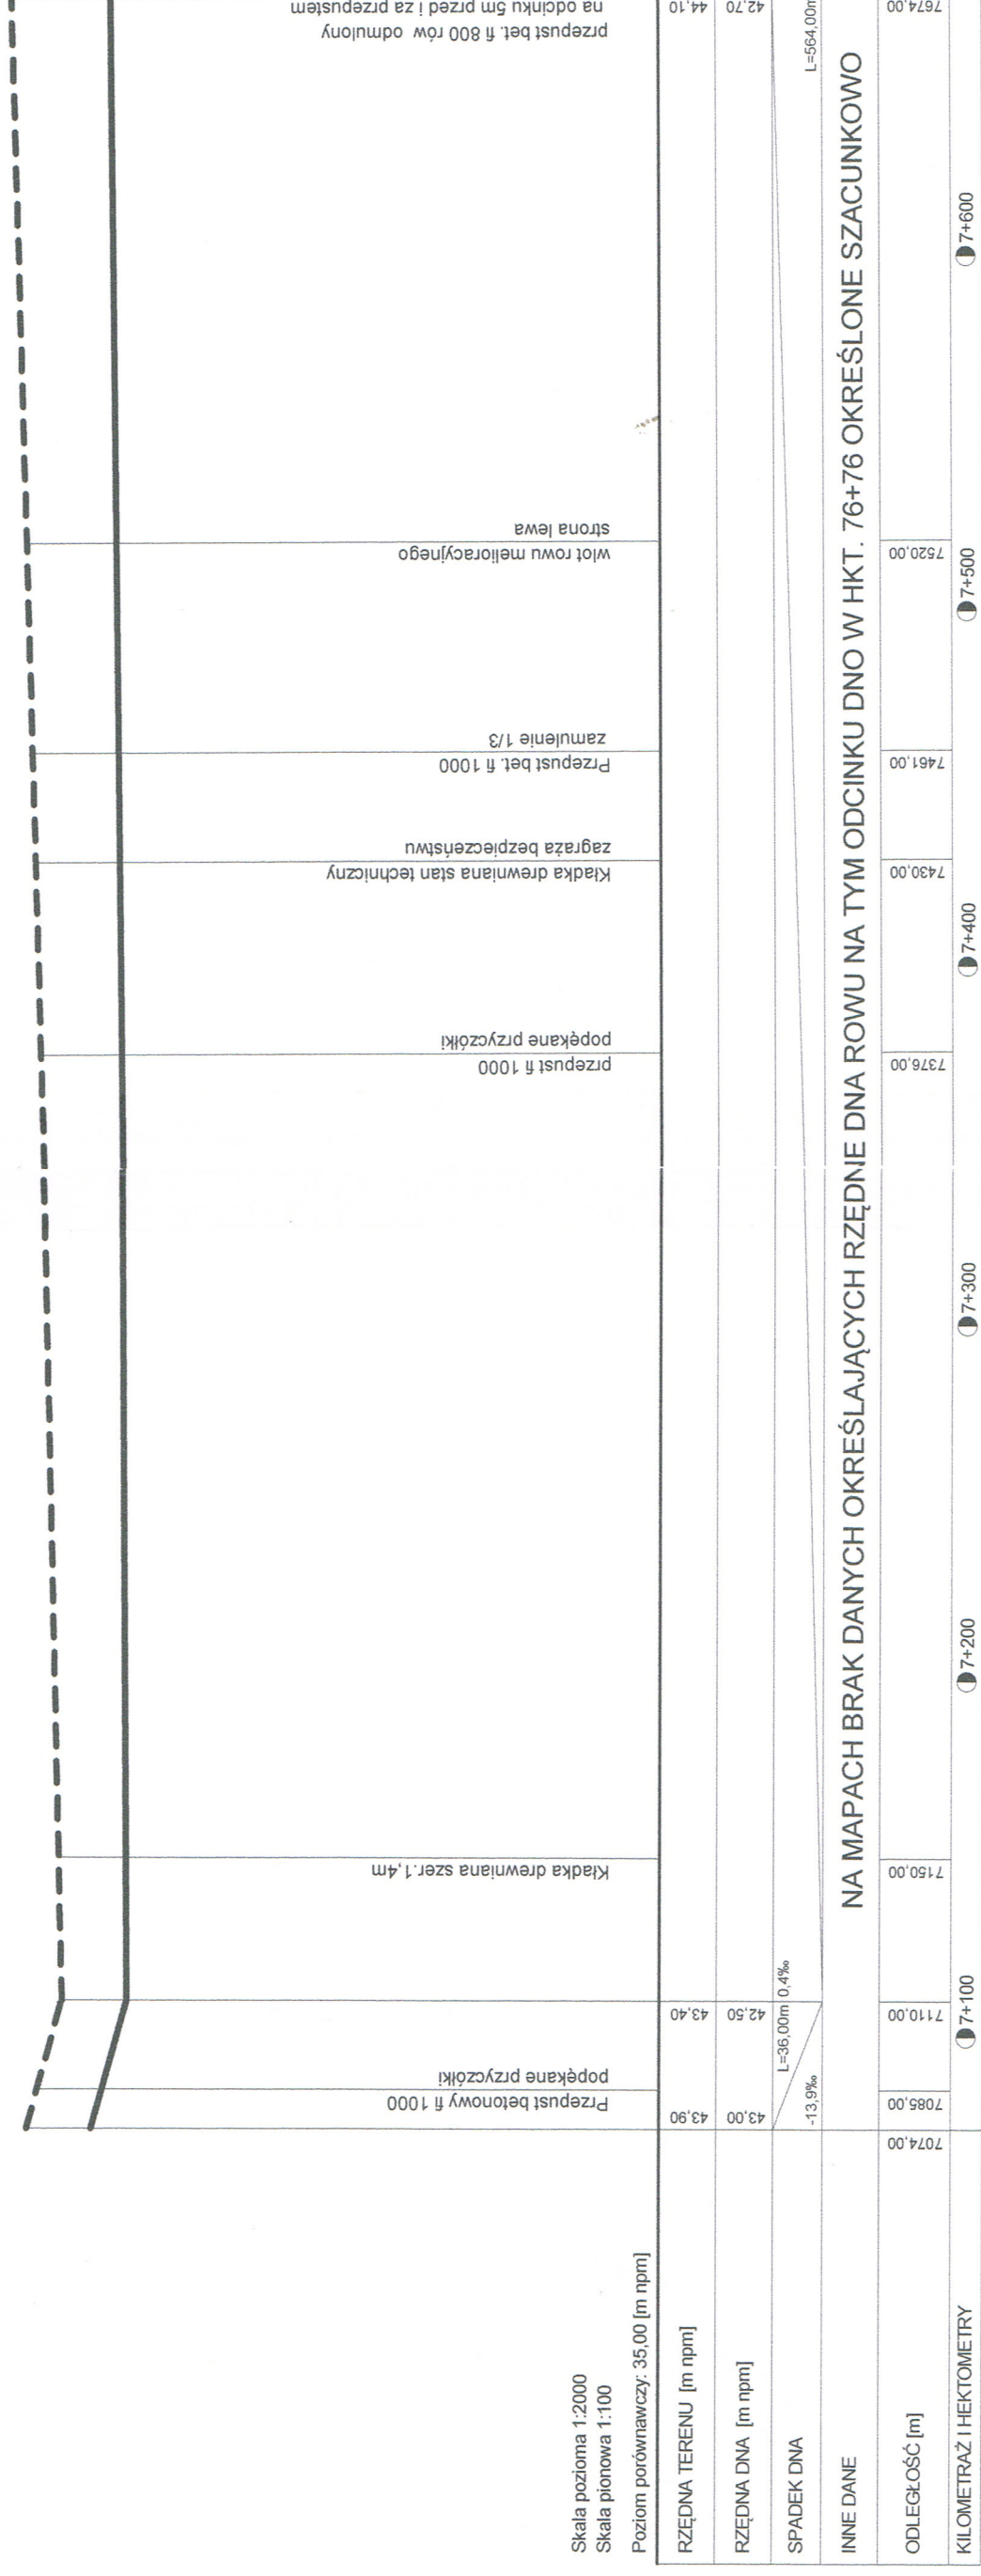 przepust bet. fi 800 rów odmulony
na odcinku 5m przed i za przepustem
wlot rowu melioracyjnego
strona lewa
Przepust bet. fi 1000
zamulenie 1/3
Kładka drewniana stan techniczny
zagraża bezpieczeństwu
przepust fi 1000
popękane przyczółki
Kładka drewniana szer.1,4m
Przepust betonowy fi 1000
popękane przyczółki
Skala pozioma 1:2000
Skala pionowa 1:100
Poziom porównawczy: 35,00 [m npm]
RZĘDNA TERENU [m npm]
43,90
43,40
44,10
RZĘDNA DNA [m npm]
43,00
42,50
42,70
SPADEK DNA
-13,9‰
L=36,00m
0,4‰
L=564,00m
INNE DANE
NA MAPACH BRAK DANYCH OKREŚLAJĄCYCH RZĘDNE DNA ROWU NA TYM ODCINKU DNO W HKT. 76+76 OKREŚLONE SZACUNKOWO
ODLEGŁOŚĆ [m]
7074,00
7085,00
7110,00
7150,00
7376,00
7430,00
7461,00
7520,00
7674,00
KILOMETRAŻ I HEKTOMETRY
7+100
7+200
7+300
7+400
7+500
7+600